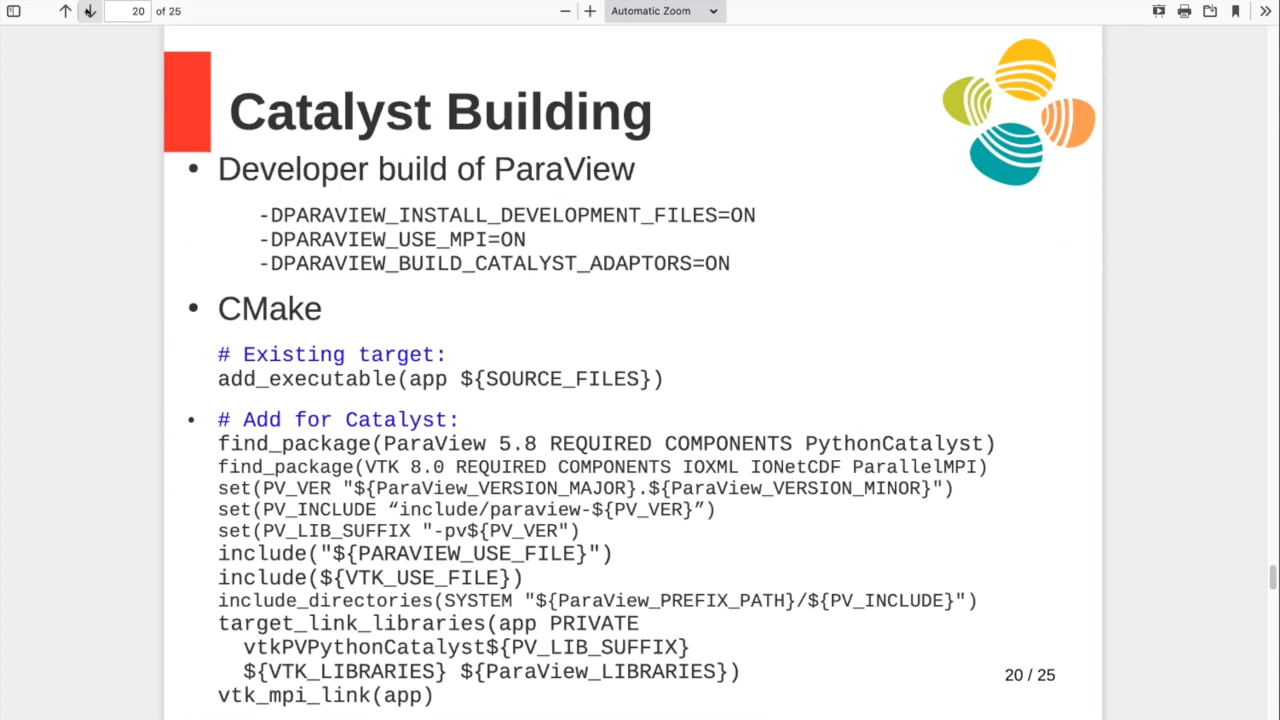 20 of 25
Automatic Zoom
Catalyst Building
• Developer build of ParaView
-DPARAVIEW_INSTALL_DEVELOPMENT_FILES=ON
-DPARAVIEW_USE_MPI=ON
-DPARAVIEW_BUILD_CATALYST_ADAPTORS=ON
• CMake
# Existing target:
add_executable(app ${SOURCE_FILES})
• # Add for Catalyst:
find_package(ParaView 5.8 REQUIRED COMPONENTS PythonCatalyst)
find_package(VTK 8.0 REQUIRED COMPONENTS IOXML IONetCDF ParallelMPI)
set(PV_VER "${ParaView_VERSION_MAJOR}.${ParaView_VERSION_MINOR}")
set(PV_INCLUDE “include/paraview-${PV_VER}”)
set(PV_LIB_SUFFIX "-pv${PV_VER}")
include("${PARAVIEW_USE_FILE}")
include(${VTK_USE_FILE})
include_directories(SYSTEM "${ParaView_PREFIX_PATH}/${PV_INCLUDE}")
target_link_libraries(app PRIVATE
vtkPVPythonCatalyst${PV_LIB_SUFFIX}
${VTK_LIBRARIES} ${ParaView_LIBRARIES})
vtk_mpi_link(app)
20 / 25